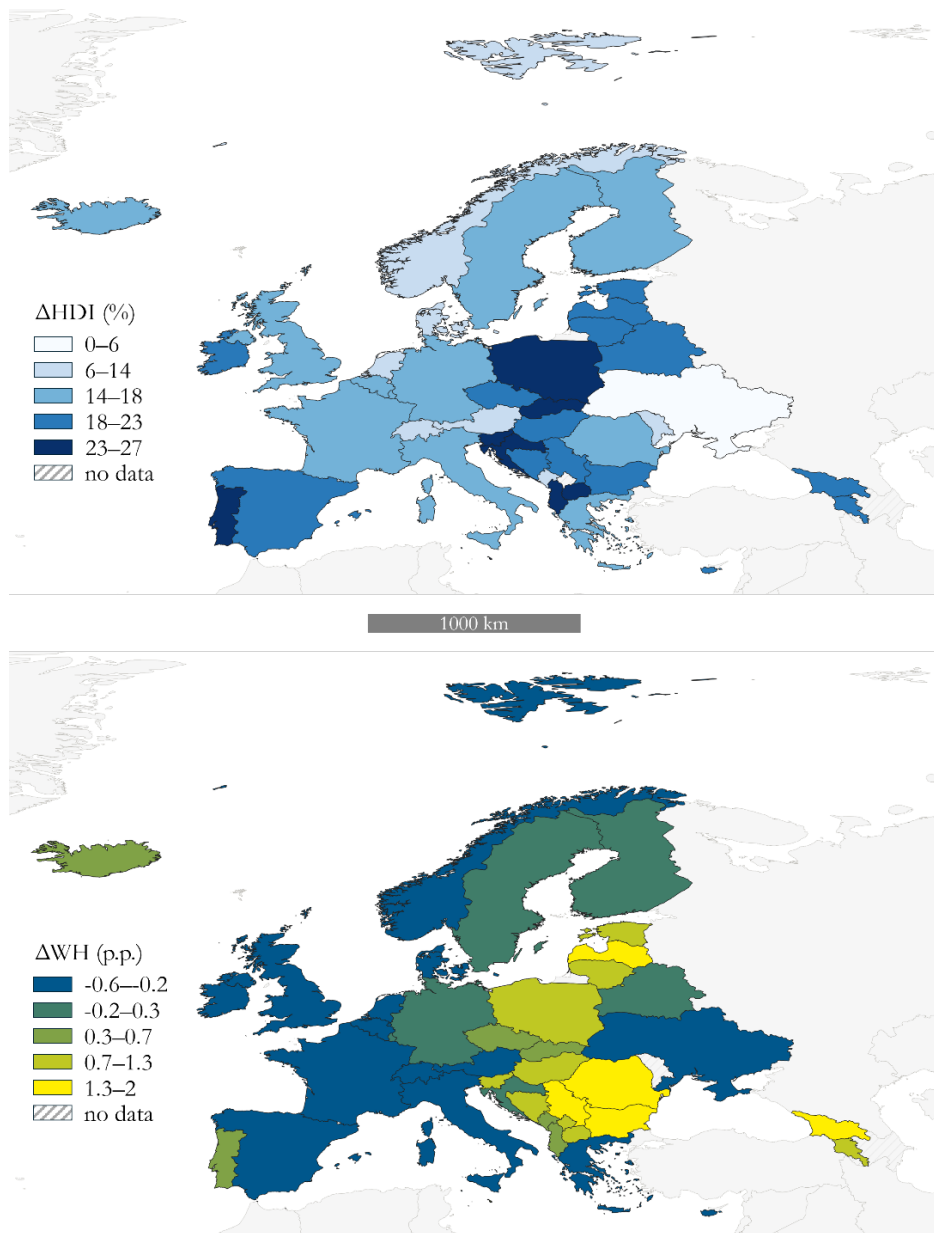 ΔHDI (%)
0–6
6–14
14–18
18–23
23–27
no data
1000 km
ΔWH (p.p.)
-0.6–-0.2
-0.2–0.3
0.3–0.7
0.7–1.3
1.3–2
no data